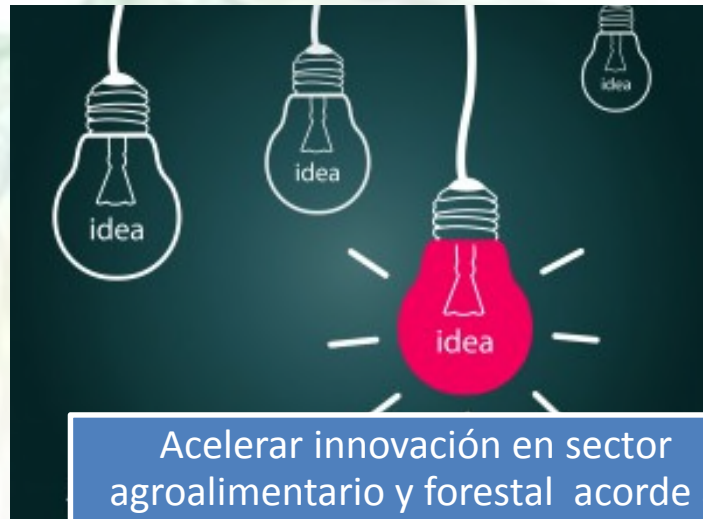 idea
idea
idea
idea
Acelerar innovación en sector
agroalimentario y forestal acorde